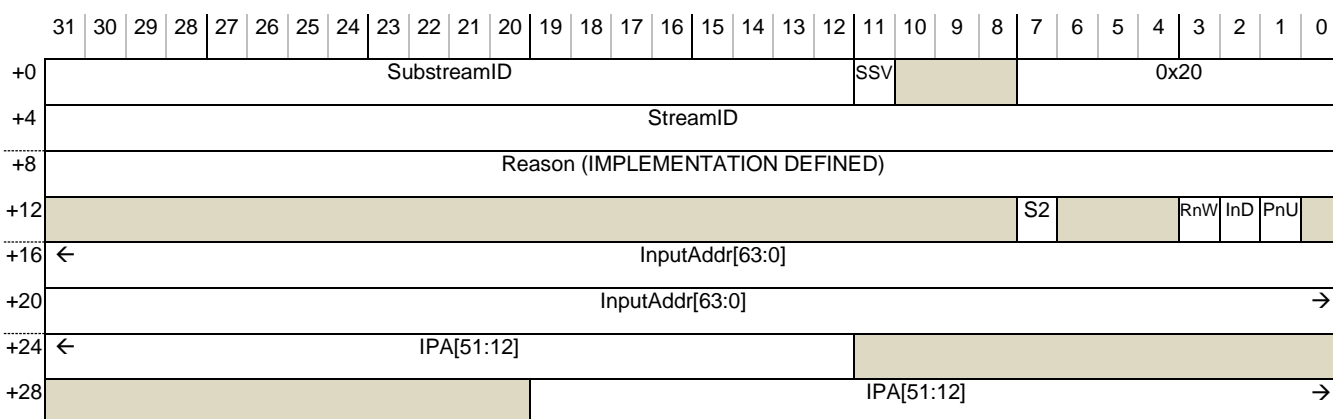 31 30 29 28 27 26 25 24 23 22 21 20 19 18 17 16 15 14 13 12 11 10 9 8 7 6 5 4 3 2 1 0
+0 SubstreamID SSV 0x20
+4 StreamID
+8 Reason (IMPLEMENTATION DEFINED)
+12 S2 RnW InD PnU
+16 ← InputAddr[63:0]
+20 InputAddr[63:0] →
+24 ← IPA[51:12]
+28 IPA[51:12] →